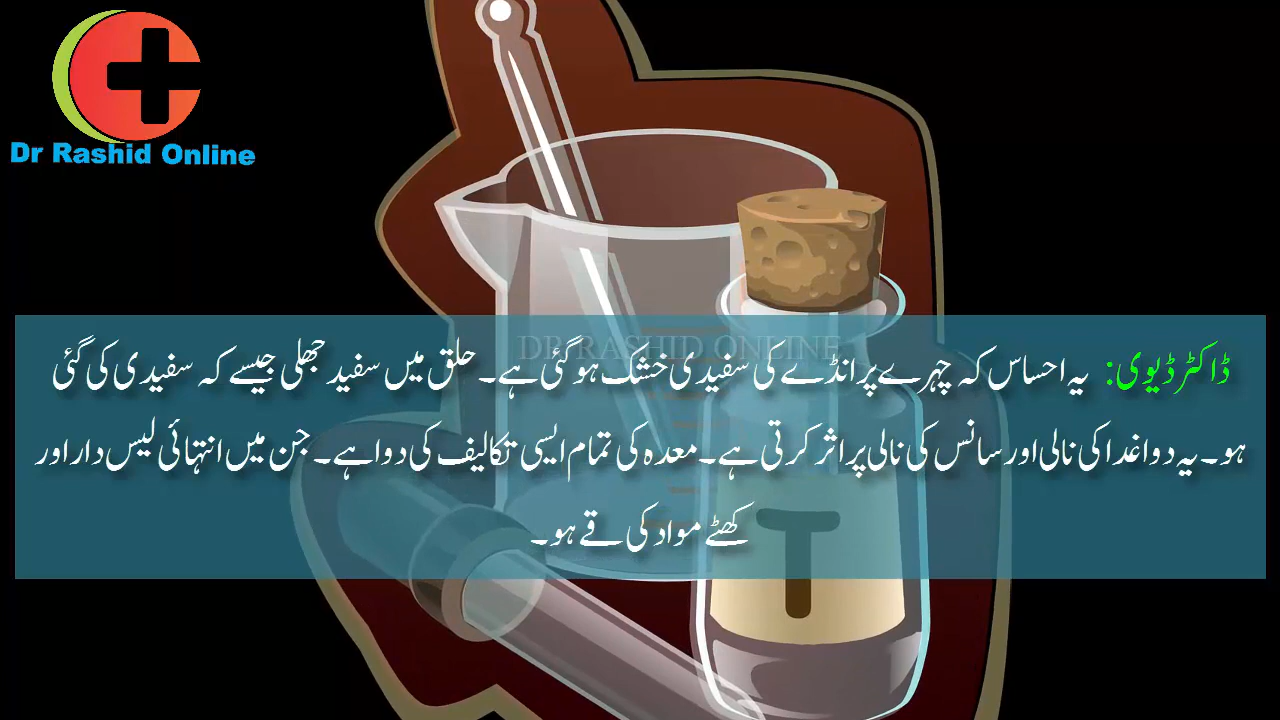 Dr Rashid Online
DR RASHID ONLINE
ڈاکٹر ڈیوی: یہ احساس کہ چہرے پر انڈے کی سفیدی خشک ہو گئی ہے۔ حلق میں سفید جھلی جیسے کہ سفیدی کی گئی
ہو۔ یہ دوا غذا کی نالی اور سانس کی نالی پر اثر کرتی ہے۔ معدہ کی تمام ایسی تکالیف کی دوا ہے۔ جن میں انتہائی لیس دار اور
کھٹے مواد کی قے ہو۔
T